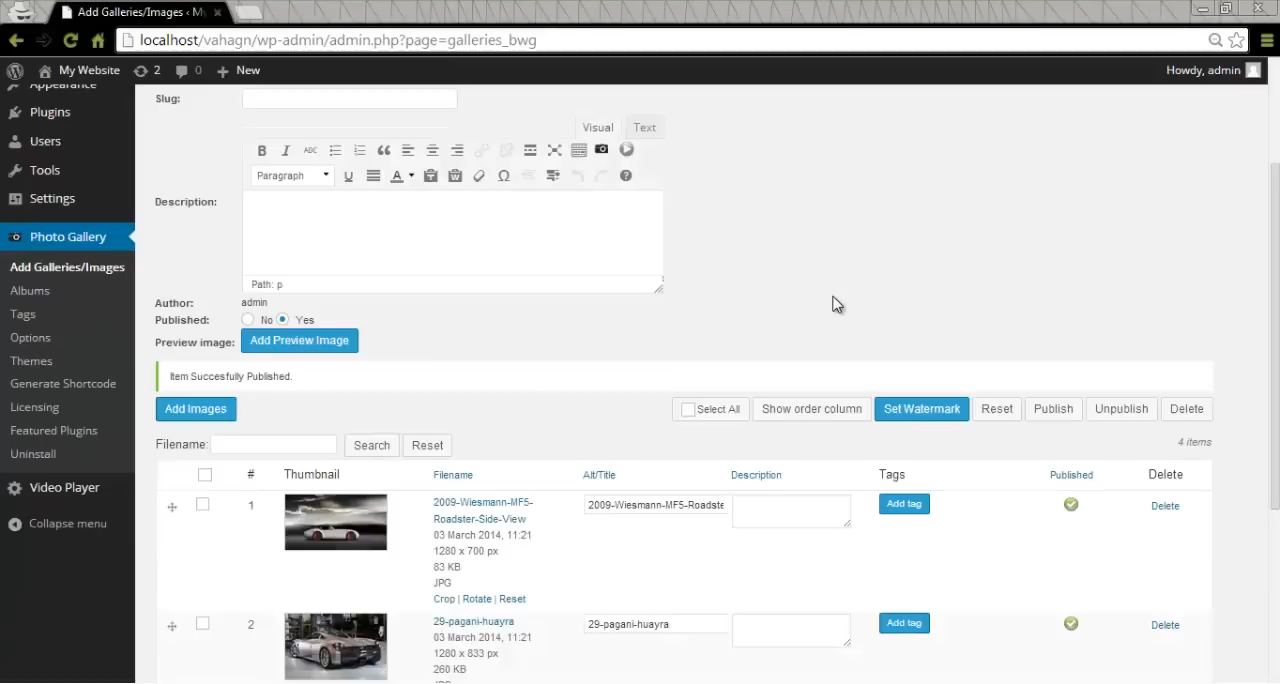 Add Galleries/Images ‹ My
localhost/vahagn/wp-admin/admin.php?page=galleries_bwg
My Website 2 0 New Howdy, admin
Appearance
Plugins
Users
Tools
Settings
Photo Gallery
Add Galleries/Images
Albums
Tags
Options
Themes
Generate Shortcode
Licensing
Featured Plugins
Uninstall
Video Player
Collapse menu
Slug:
Visual Text
B I ABC
Paragraph U A
Description:
Path: p
Author: admin
Published: No Yes
Preview image: Add Preview Image
Item Succesfully Published.
Add Images Select All Show order column Set Watermark Reset Publish Unpublish Delete
Filename: Search Reset 4 items
# Thumbnail Filename Alt/Title Description Tags Published Delete
1 2009-Wiesmann-MF5-Roadster-Side-View 2009-Wiesmann-MF5-Roadste Add tag Delete
03 March 2014, 11:21
1280 x 700 px
83 KB
JPG
Crop | Rotate | Reset
2 29-pagani-huayra 29-pagani-huayra Add tag Delete
03 March 2014, 11:21
1280 x 833 px
260 KB